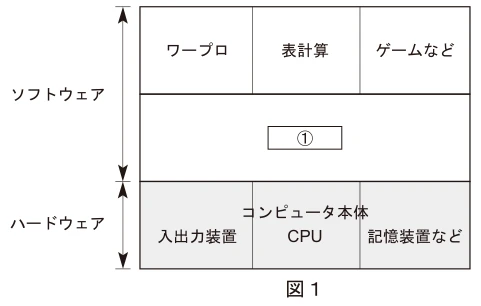 ワープロ 表計算 ゲームなど
ソフトウェア
①
ハードウェア
コンピュータ本体
入出力装置 CPU 記憶装置など
図1